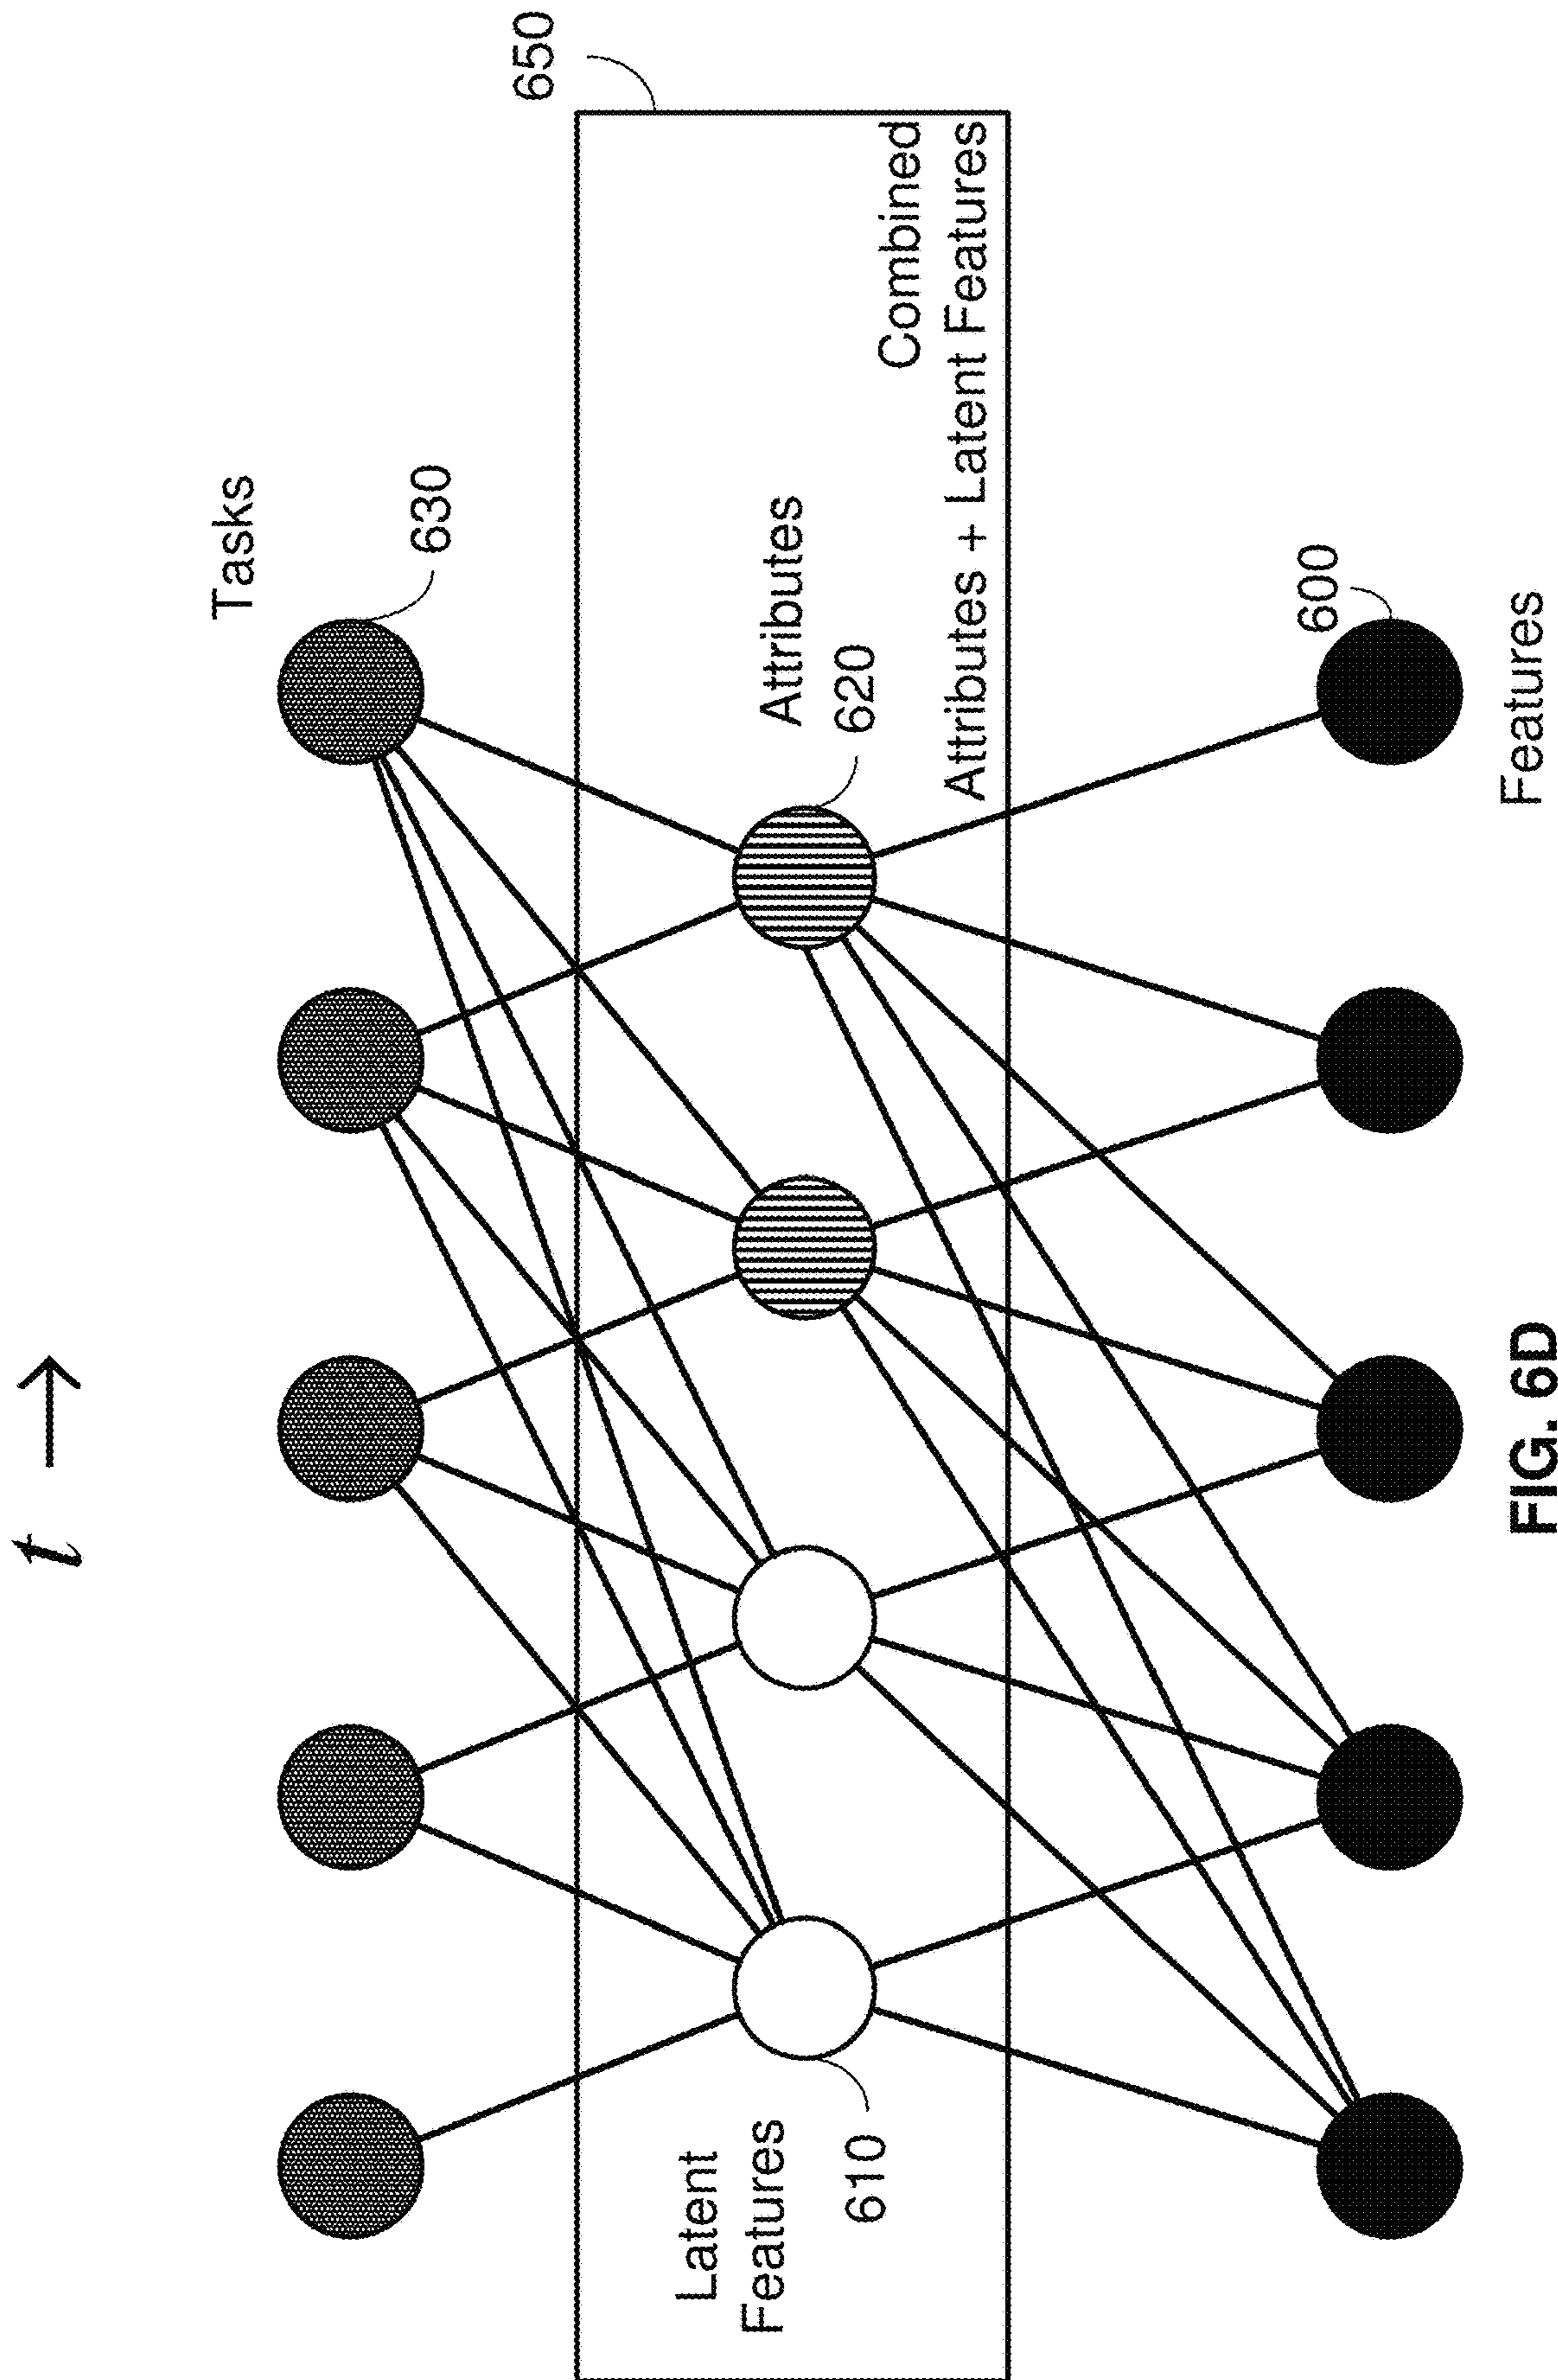 t →
Tasks
630
650
Latent
Features
610
Attributes
620
Combined
Attributes + Latent Features
600
Features
FIG. 6D